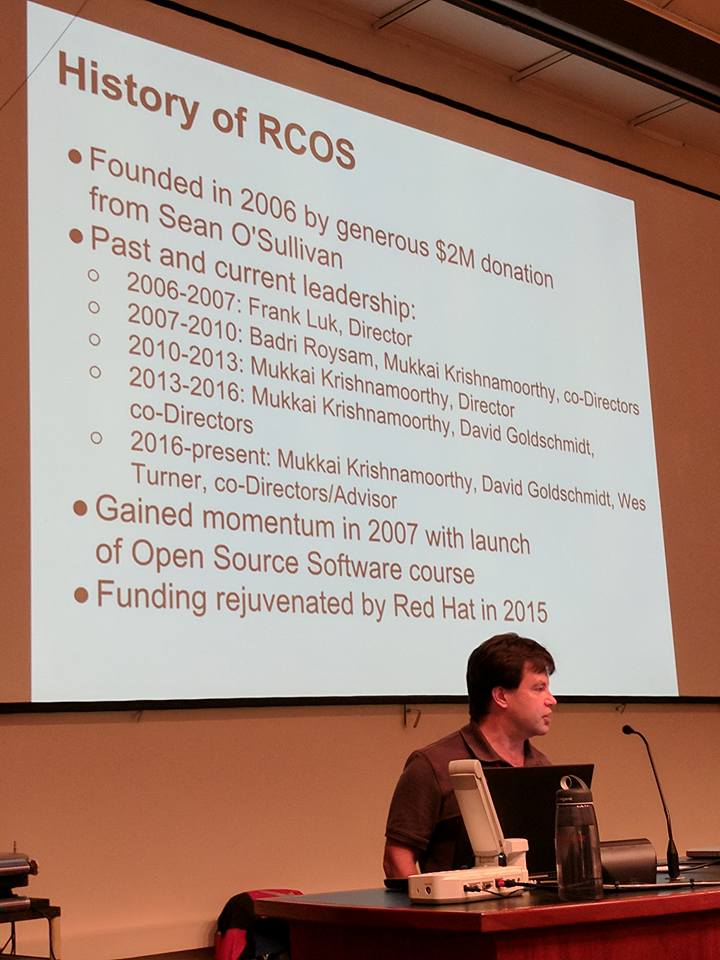 History of RCOS
● Founded in 2006 by generous $2M donation
from Sean O'Sullivan
● Past and current leadership:
○ 2006-2007: Frank Luk, Director
○ 2007-2010: Badri Roysam, Mukkai Krishnamoorthy, co-Directors
○ 2010-2013: Mukkai Krishnamoorthy, Director
○ 2013-2016: Mukkai Krishnamoorthy, David Goldschmidt,
co-Directors
○ 2016-present: Mukkai Krishnamoorthy, David Goldschmidt, Wes
Turner, co-Directors/Advisor
● Gained momentum in 2007 with launch
of Open Source Software course
● Funding rejuvenated by Red Hat in 2015